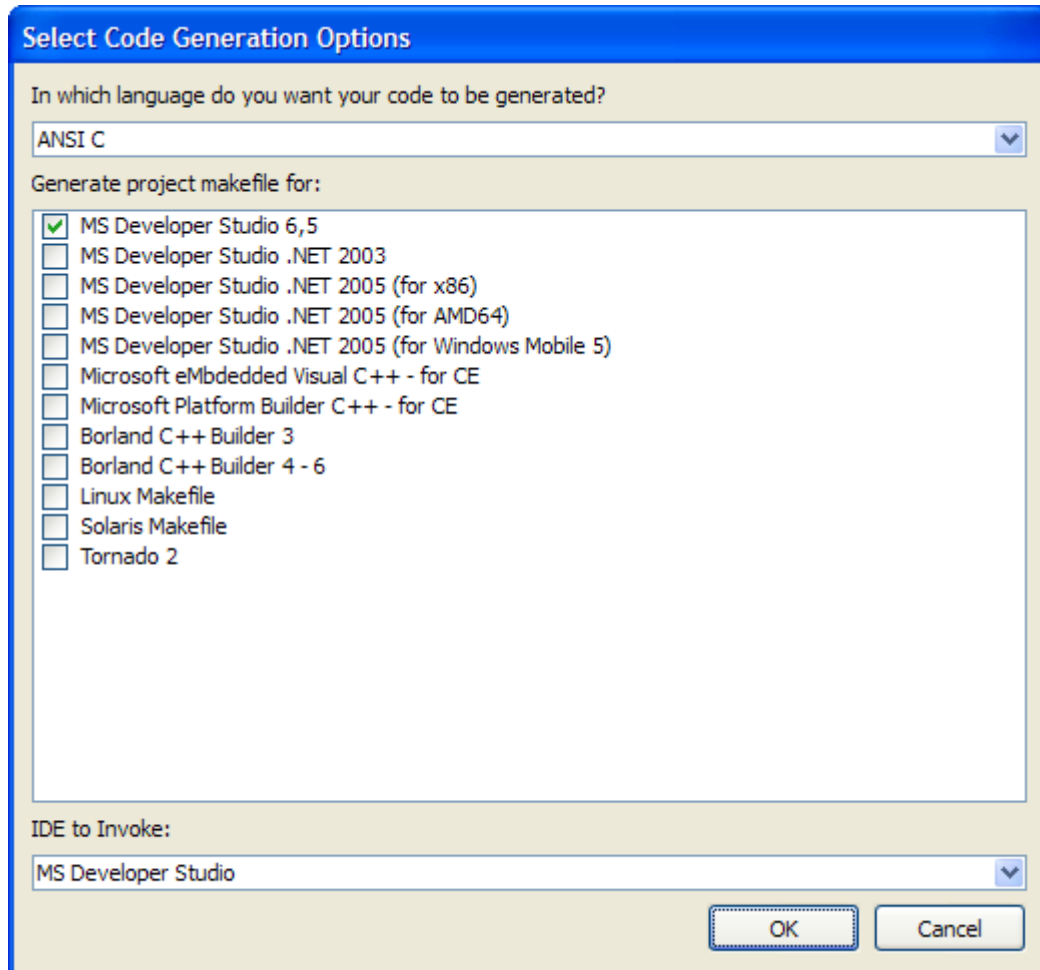 Select Code Generation Options
In which language do you want your code to be generated?
ANSI C
Generate project makefile for:
MS Developer Studio 6,5
MS Developer Studio .NET 2003
MS Developer Studio .NET 2005 (for x86)
MS Developer Studio .NET 2005 (for AMD64)
MS Developer Studio .NET 2005 (for Windows Mobile 5)
Microsoft eMbdedded Visual C++ - for CE
Microsoft Platform Builder C++ - for CE
Borland C++ Builder 3
Borland C++ Builder 4 - 6
Linux Makefile
Solaris Makefile
Tornado 2
IDE to Invoke:
MS Developer Studio
OK Cancel